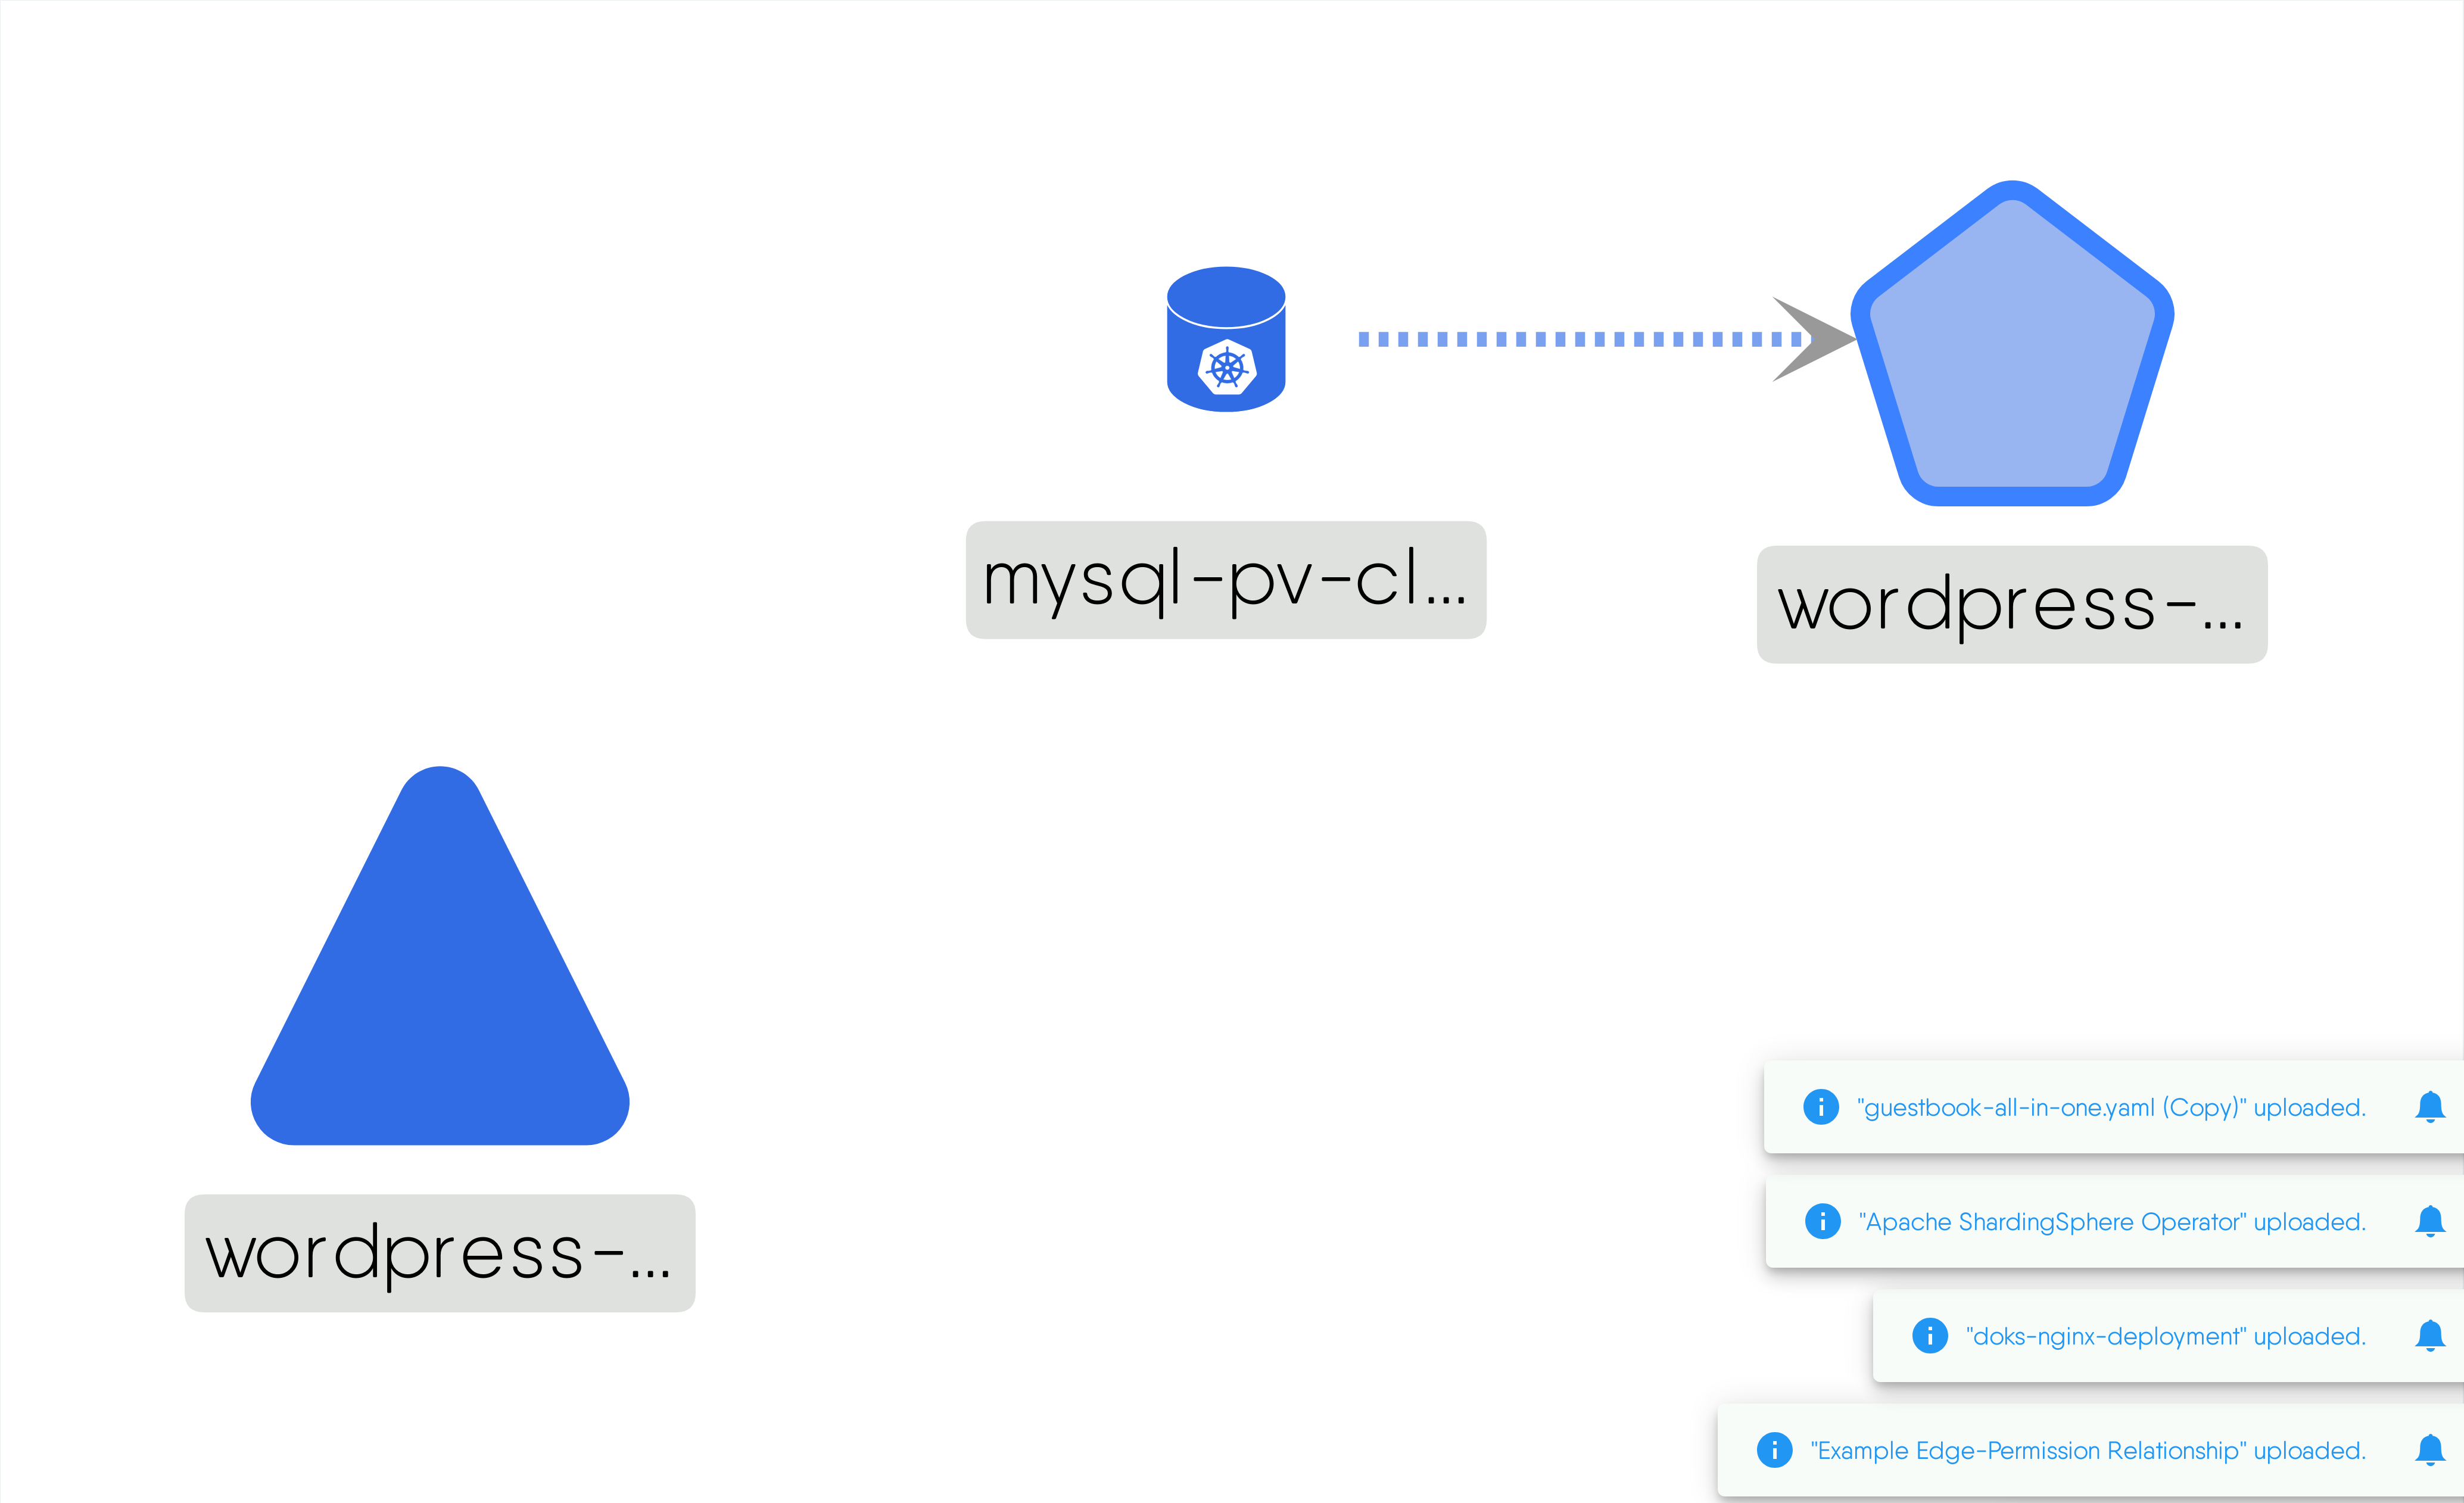 mysql-pv-cl...
wordpress-...
wordpress-...
"guestbook-all-in-one.yaml (Copy)" uploaded.
"Apache ShardingSphere Operator" uploaded.
"doks-nginx-deployment" uploaded.
"Example Edge-Permission Relationship" uploaded.